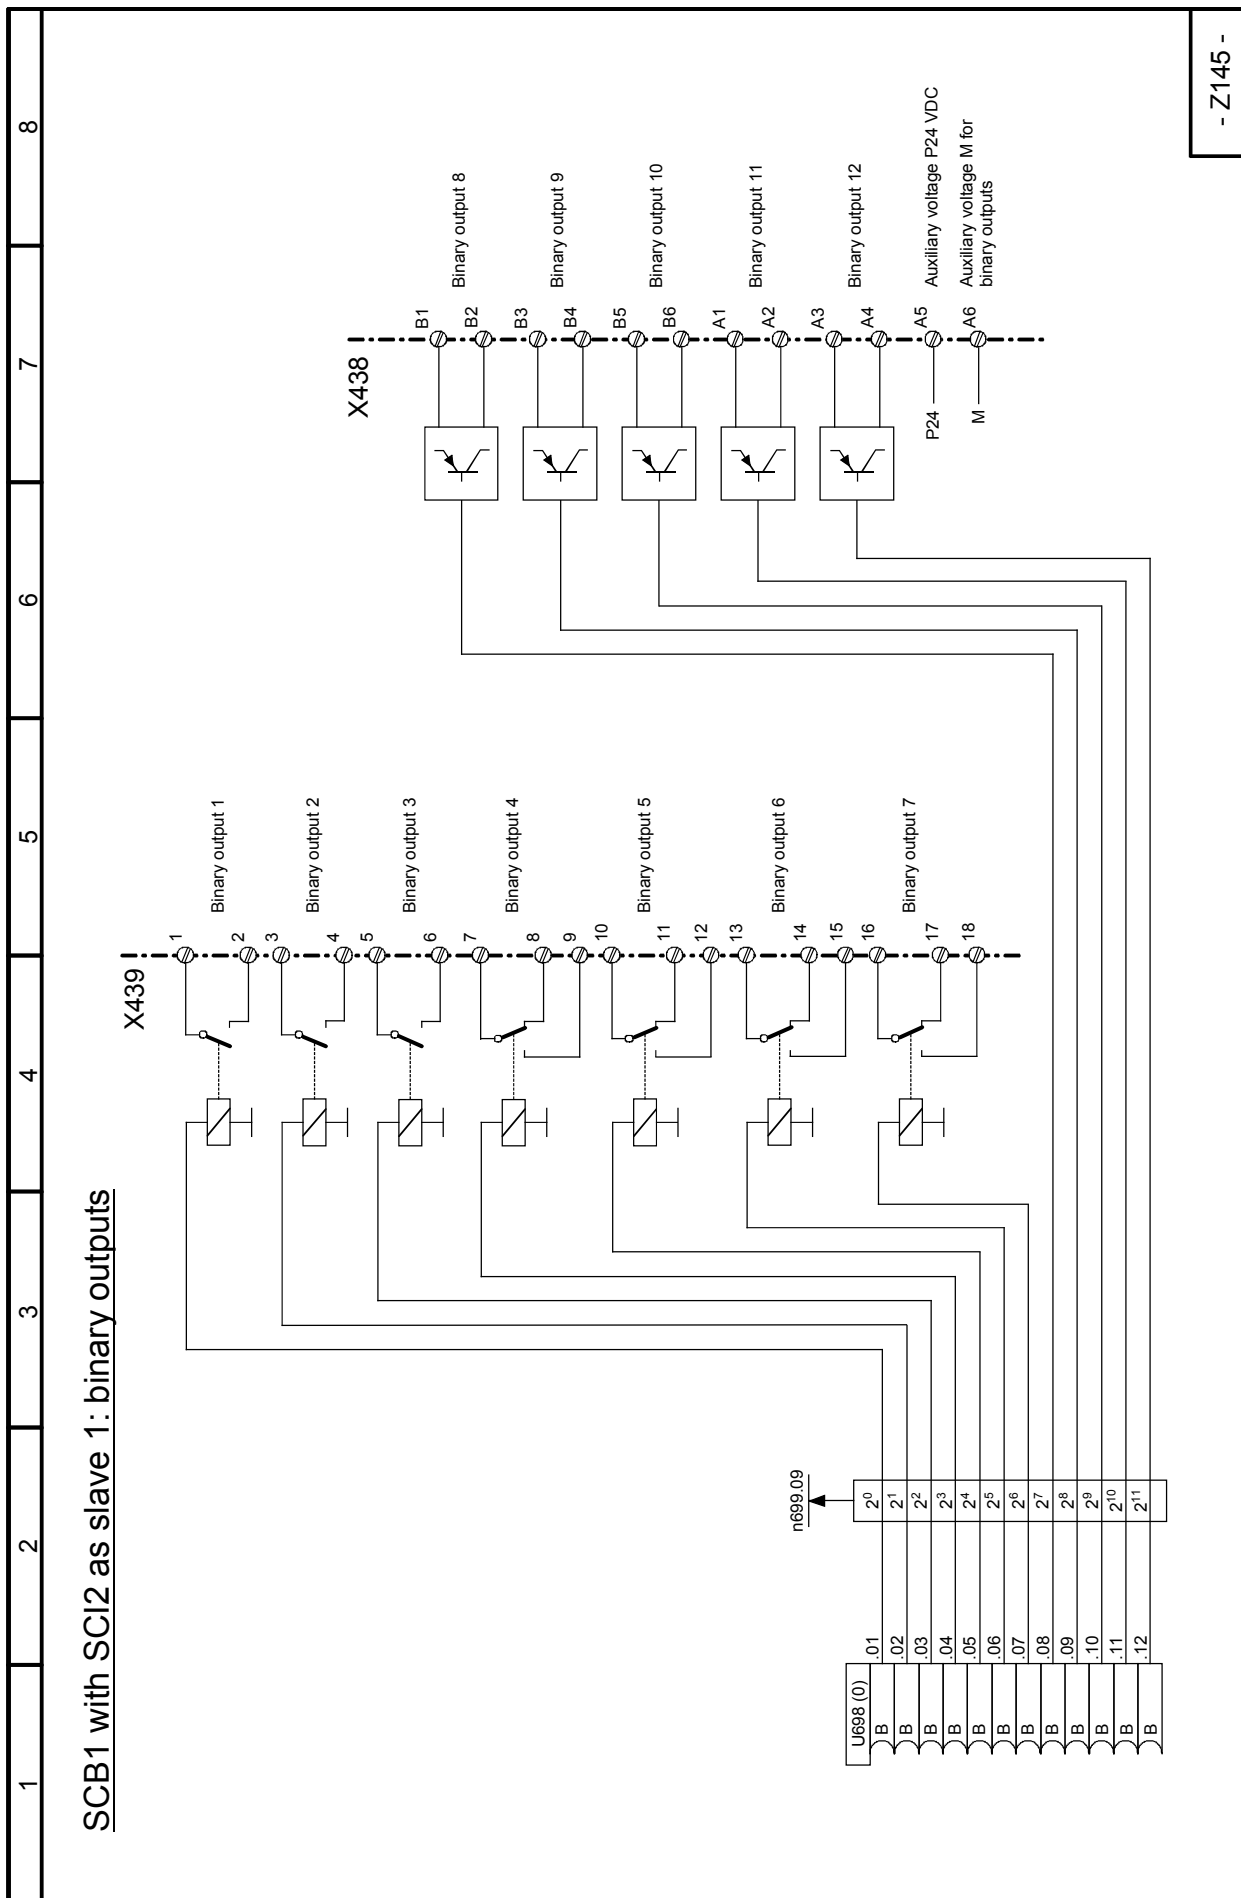 1
2
3
4
5
6
7
8
SCB1 with SCI2 as slave 1: binary outputs
X439
1
Binary output 1
2
3
Binary output 2
4
5
Binary output 3
6
7
Binary output 4
8
9
10
Binary output 5
11
12
13
Binary output 6
14
15
16
Binary output 7
17
18
X438
B1
Binary output 8
B2
B3
Binary output 9
B4
B5
Binary output 10
B6
A1
Binary output 11
A2
A3
Binary output 12
A4
P24
A5
Auxiliary voltage P24 VDC
M
A6
Auxiliary voltage M for
binary outputs
n699.09
U698 (0)
B .01 2⁰
B .02 2¹
B .03 2²
B .04 2³
B .05 2⁴
B .06 2⁵
B .07 2⁶
B .08 2⁷
B .09 2⁸
B .10 2⁹
B .11 2¹⁰
B .12 2¹¹
- Z145 -